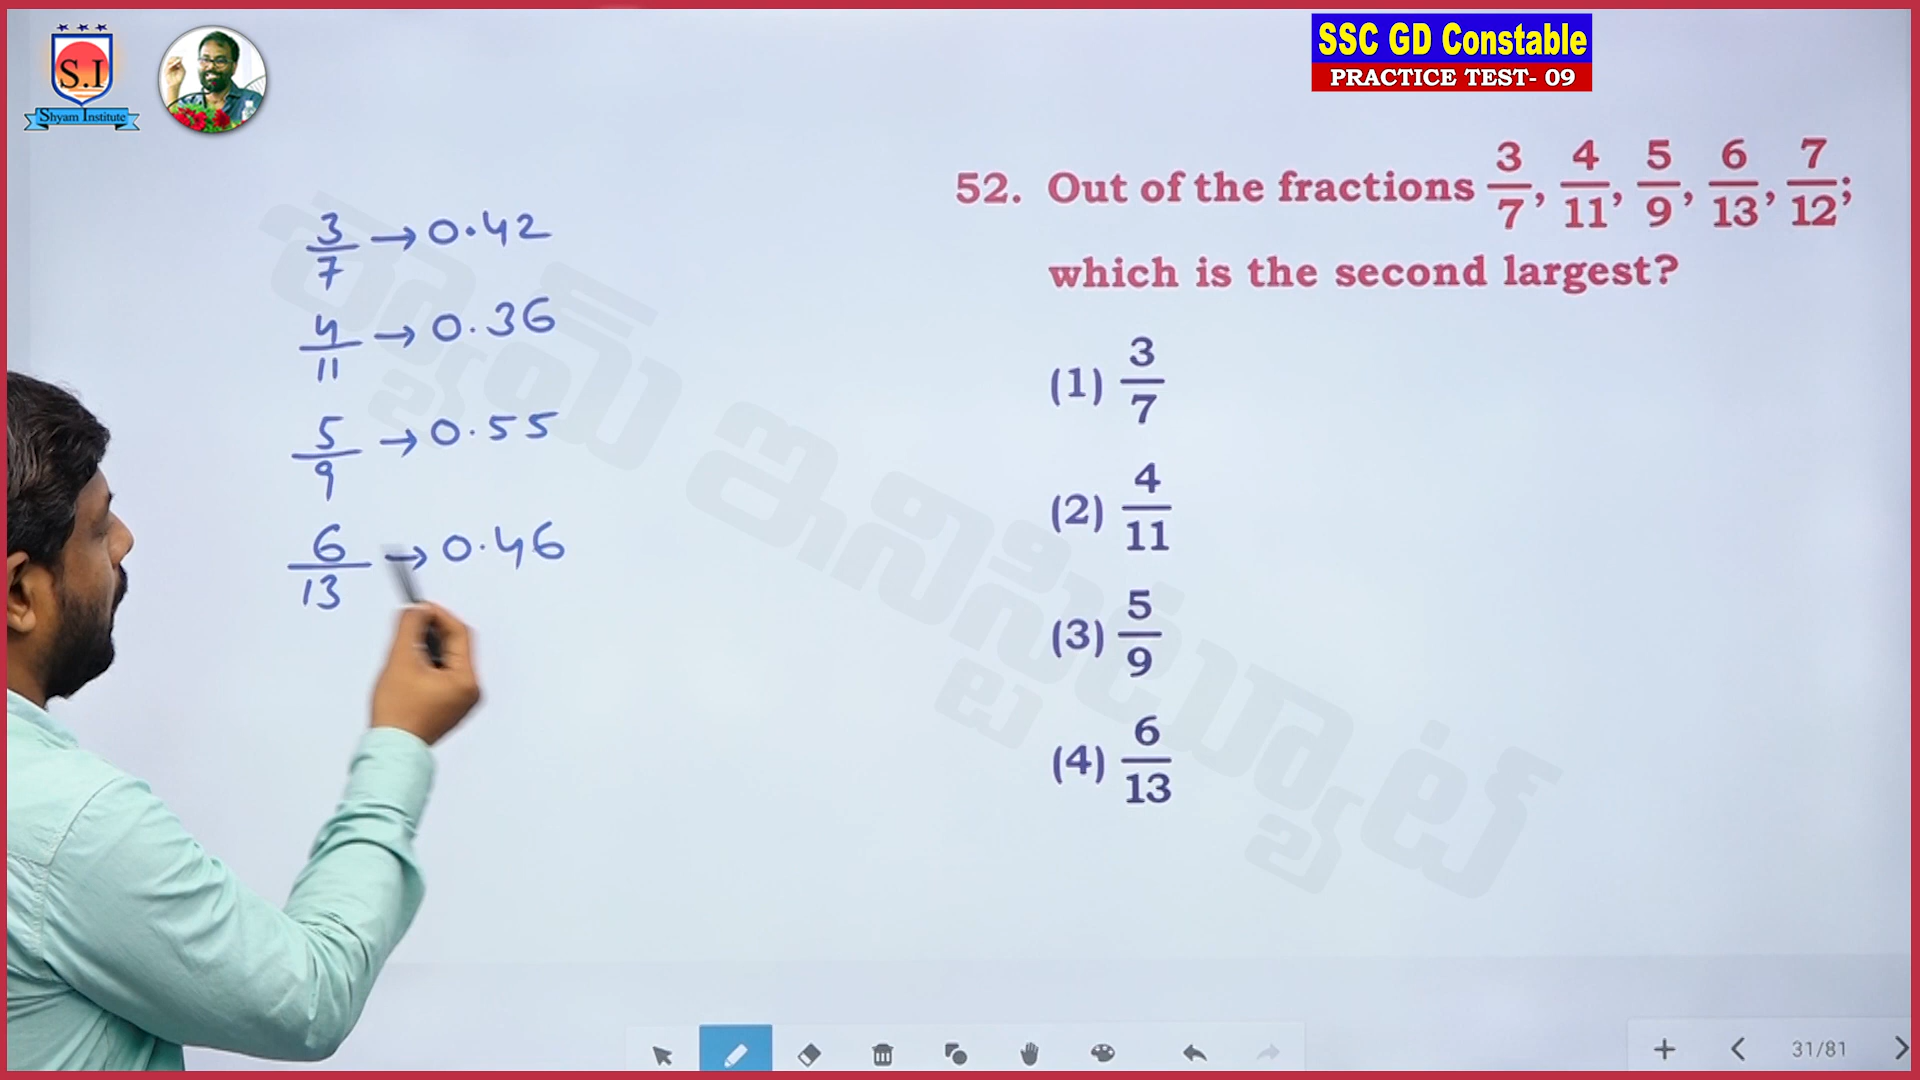 S.I
Shyam Institute
SSC GD Constable
PRACTICE TEST- 09
52. Out of the fractions 3/7, 4/11, 5/9, 6/13, 7/12;
which is the second largest?
(1) 3/7
(2) 4/11
(3) 5/9
(4) 6/13
3/7 → 0.42
4/11 → 0.36
5/9 → 0.55
6/13 → 0.46
శ్యామ్ ఇన్‌స్టిట్యూట్
31/81